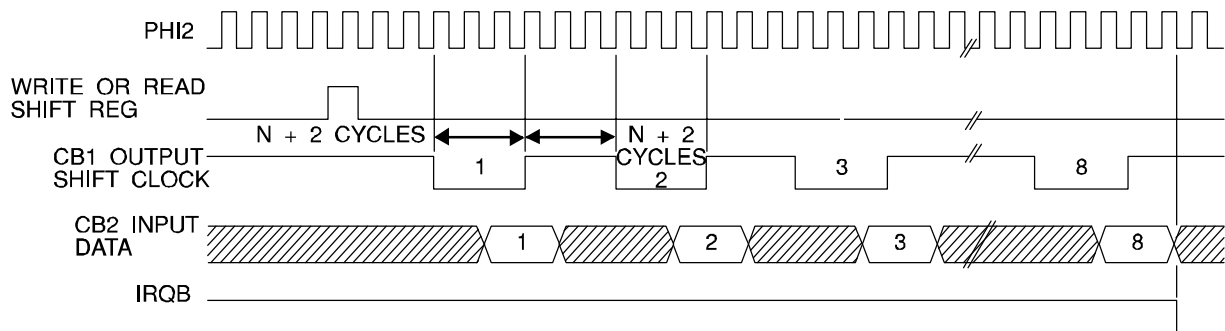 PHI2
WRITE OR READ
SHIFT REG
N + 2 CYCLES
N + 2
CYCLES
CB1 OUTPUT
SHIFT CLOCK
1
2
3
8
CB2 INPUT
DATA
1
2
3
8
IRQB